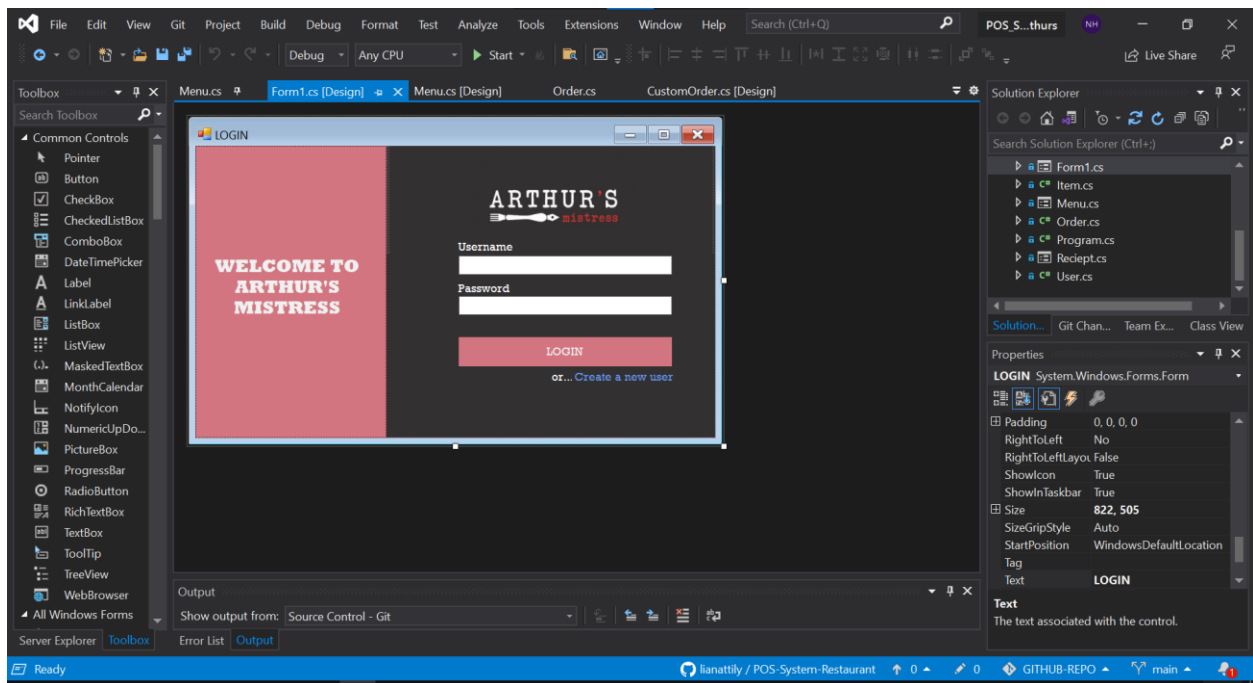 File Edit View Git Project Build Debug Format Test Analyze Tools Extensions Window Help Search (Ctrl+Q) POS_S...thurs NH
Debug Any CPU Start Live Share
Toolbox
Search Toolbox
Common Controls
Pointer
Button
CheckBox
CheckedListBox
ComboBox
DateTimePicker
Label
LinkLabel
ListBox
ListView
MaskedTextBox
MonthCalendar
NotifyIcon
NumericUpDo...
PictureBox
ProgressBar
RadioButton
RichTextBox
TextBox
ToolTip
TreeView
WebBrowser
All Windows Forms
Server Explorer Toolbox
Menu.cs Form1.cs [Design] Menu.cs [Design] Order.cs CustomOrder.cs [Design]
LOGIN
WELCOME TO
ARTHUR'S
MISTRESS
ARTHUR'S
mistress
Username
Password
LOGIN
or... Create a new user
Output
Show output from: Source Control - Git
Error List Output
Solution Explorer
Search Solution Explorer (Ctrl+;)
Form1.cs
C# Item.cs
Menu.cs
C# Order.cs
C# Program.cs
Reciept.cs
C# User.cs
Solution... Git Chan... Team Ex... Class View
Properties
LOGIN System.Windows.Forms.Form
Padding 0, 0, 0, 0
RightToLeft No
RightToLeftLayou False
ShowIcon True
ShowInTaskbar True
Size 822, 505
SizeGripStyle Auto
StartPosition WindowsDefaultLocation
Tag
Text LOGIN
Text
The text associated with the control.
Ready lianattily / POS-System-Restaurant 0 0 GITHUB-REPO main 1